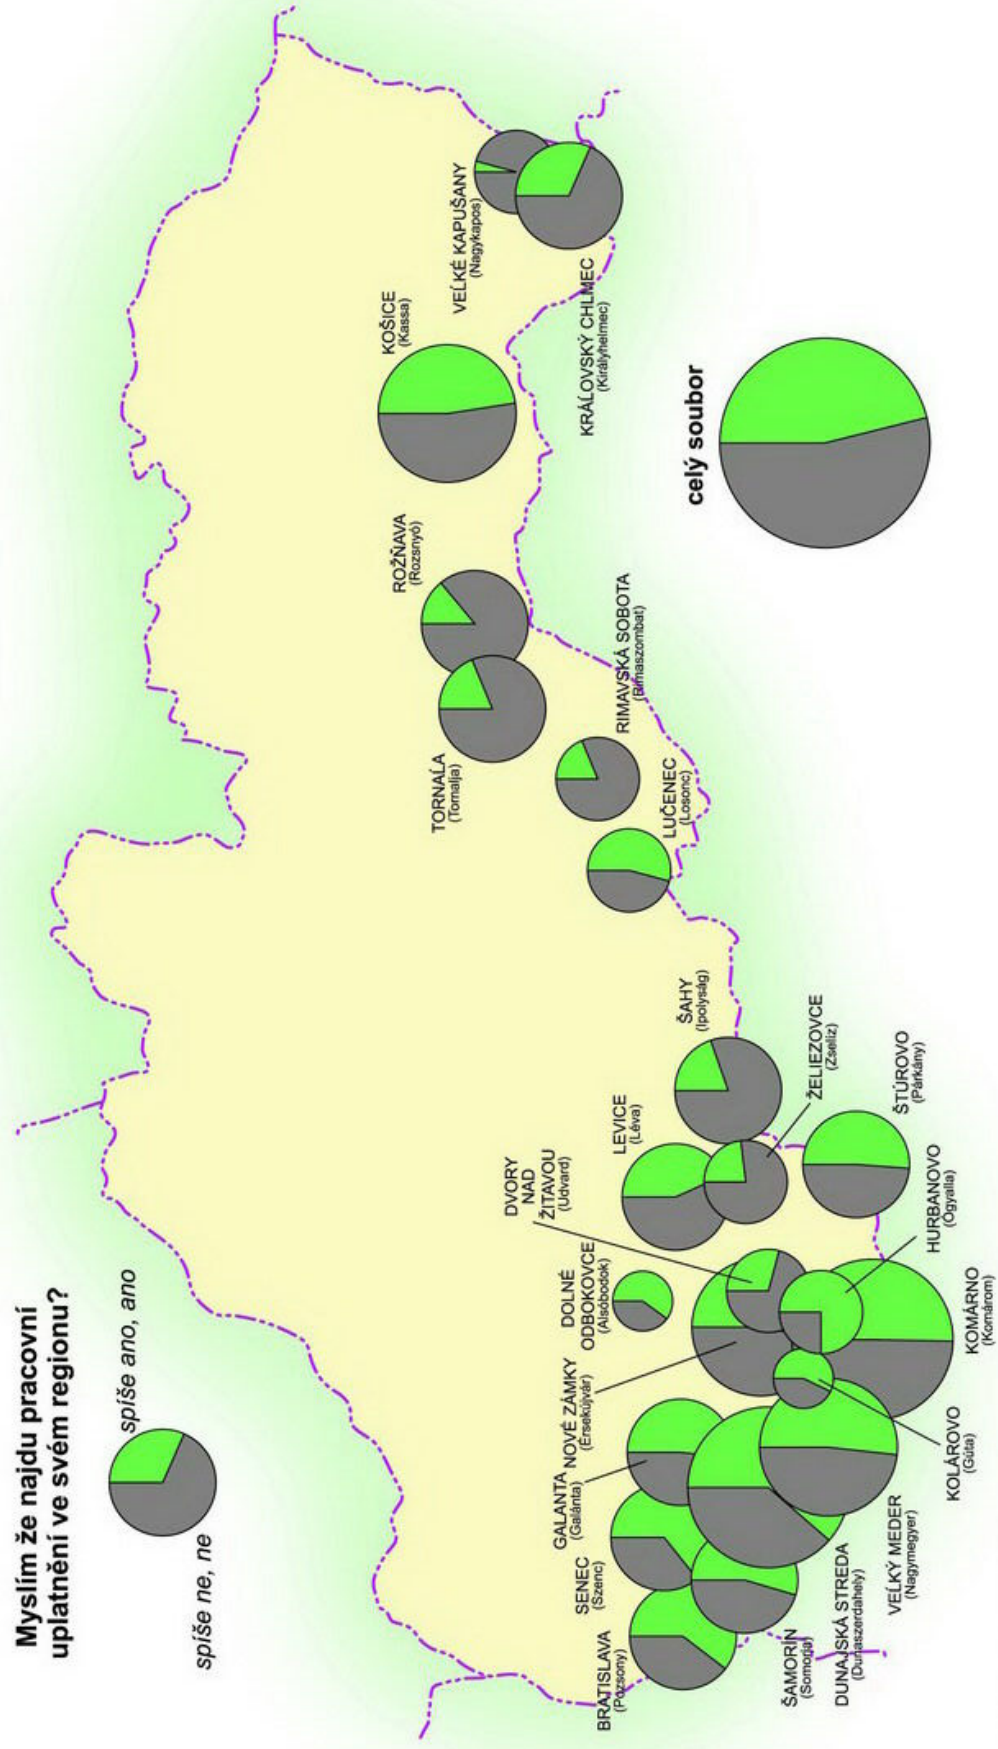 Myslím že najdu pracovní
uplatnění ve svém regionu?
spíše ano, ano
spíše ne, ne
VEĽKÉ KAPUŠANY
(Nagykapos)
KRÁĽOVSKÝ CHLMEC
(Királyhelmec)
KOŠICE
(Kassa)
ROŽŇAVA
(Rozsnyó)
TORNAĽA
(Tornalja)
RIMAVSKÁ SOBOTA
(Rimaszombat)
LUČENEC
(Losonc)
ŠAHY
(Ipolyság)
ŽELIEZOVCE
(Zselíz)
ŠTÚROVO
(Párkány)
LEVICE
(Léva)
DVORY
NAD
ŽITAVOU
(Udvard)
DOLNÉ
ODBOKOVCE
(Alsóbodok)
HURBANOVO
(Ógyalla)
KOMÁRNO
(Komárom)
NOVÉ ZÁMKY
(Érsekújvár)
KOLÁROVO
(Gúta)
GALANTA
(Galánta)
VEĽKÝ MEDER
(Nagymegyer)
SENEC
(Szenc)
DUNAJSKÁ STREDA
(Dunaszerdahely)
ŠAMORÍN
(Somorja)
BRATISLAVA
(Pozsony)
celý soubor